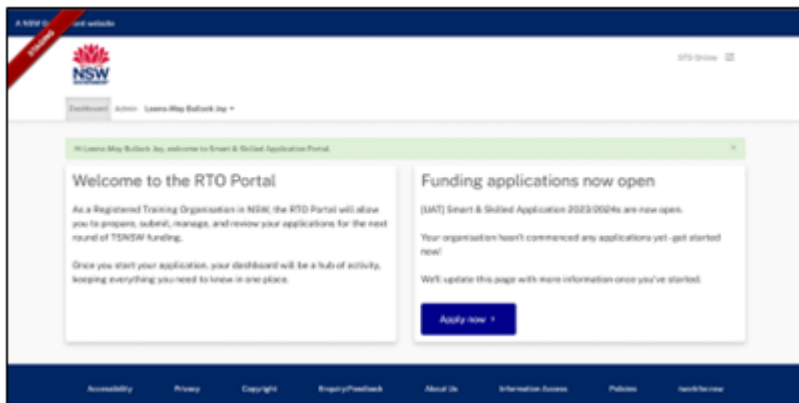 A NSW website
STAGING
NSW
GOVERNMENT
STS Online
Dashboard Admin Leena-May Bullock Joy
Hi Leena-May Bullock Joy, welcome to Smart & Skilled Application Portal.
Welcome to the RTO Portal
As a Registered Training Organisation in NSW, the RTO Portal will allow
you to prepare, submit, manage, and review your applications for the next
round of TSNSW funding.
Once you start your application, your dashboard will be a hub of activity,
keeping everything you need to know in one place.
Funding applications now open
[UAT] Smart & Skilled Application 2023/2024s are now open.
Your organisation hasn't commenced any applications yet - get started
now!
We'll update this page with more information once you've started.
Apply now
Accessibility Privacy Copyright Enquiry/Feedback About Us Information Access Policies iworkfornsw